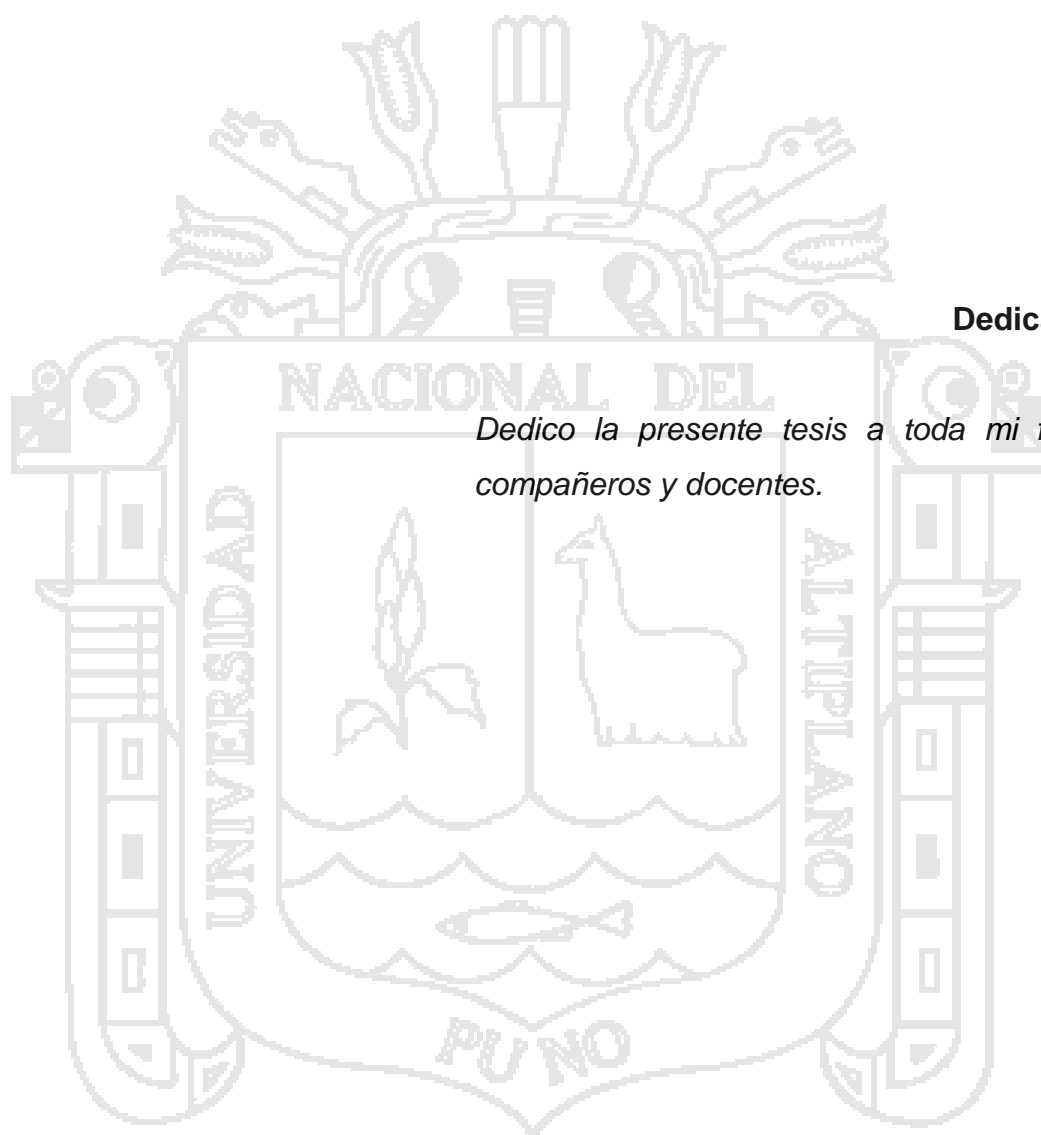 Dedic
Dedico la presente tesis a toda mi f
compañeros y docentes.
UNIVERSIDAD
NACIONAL DEL
ALTIPLANO
PUNO